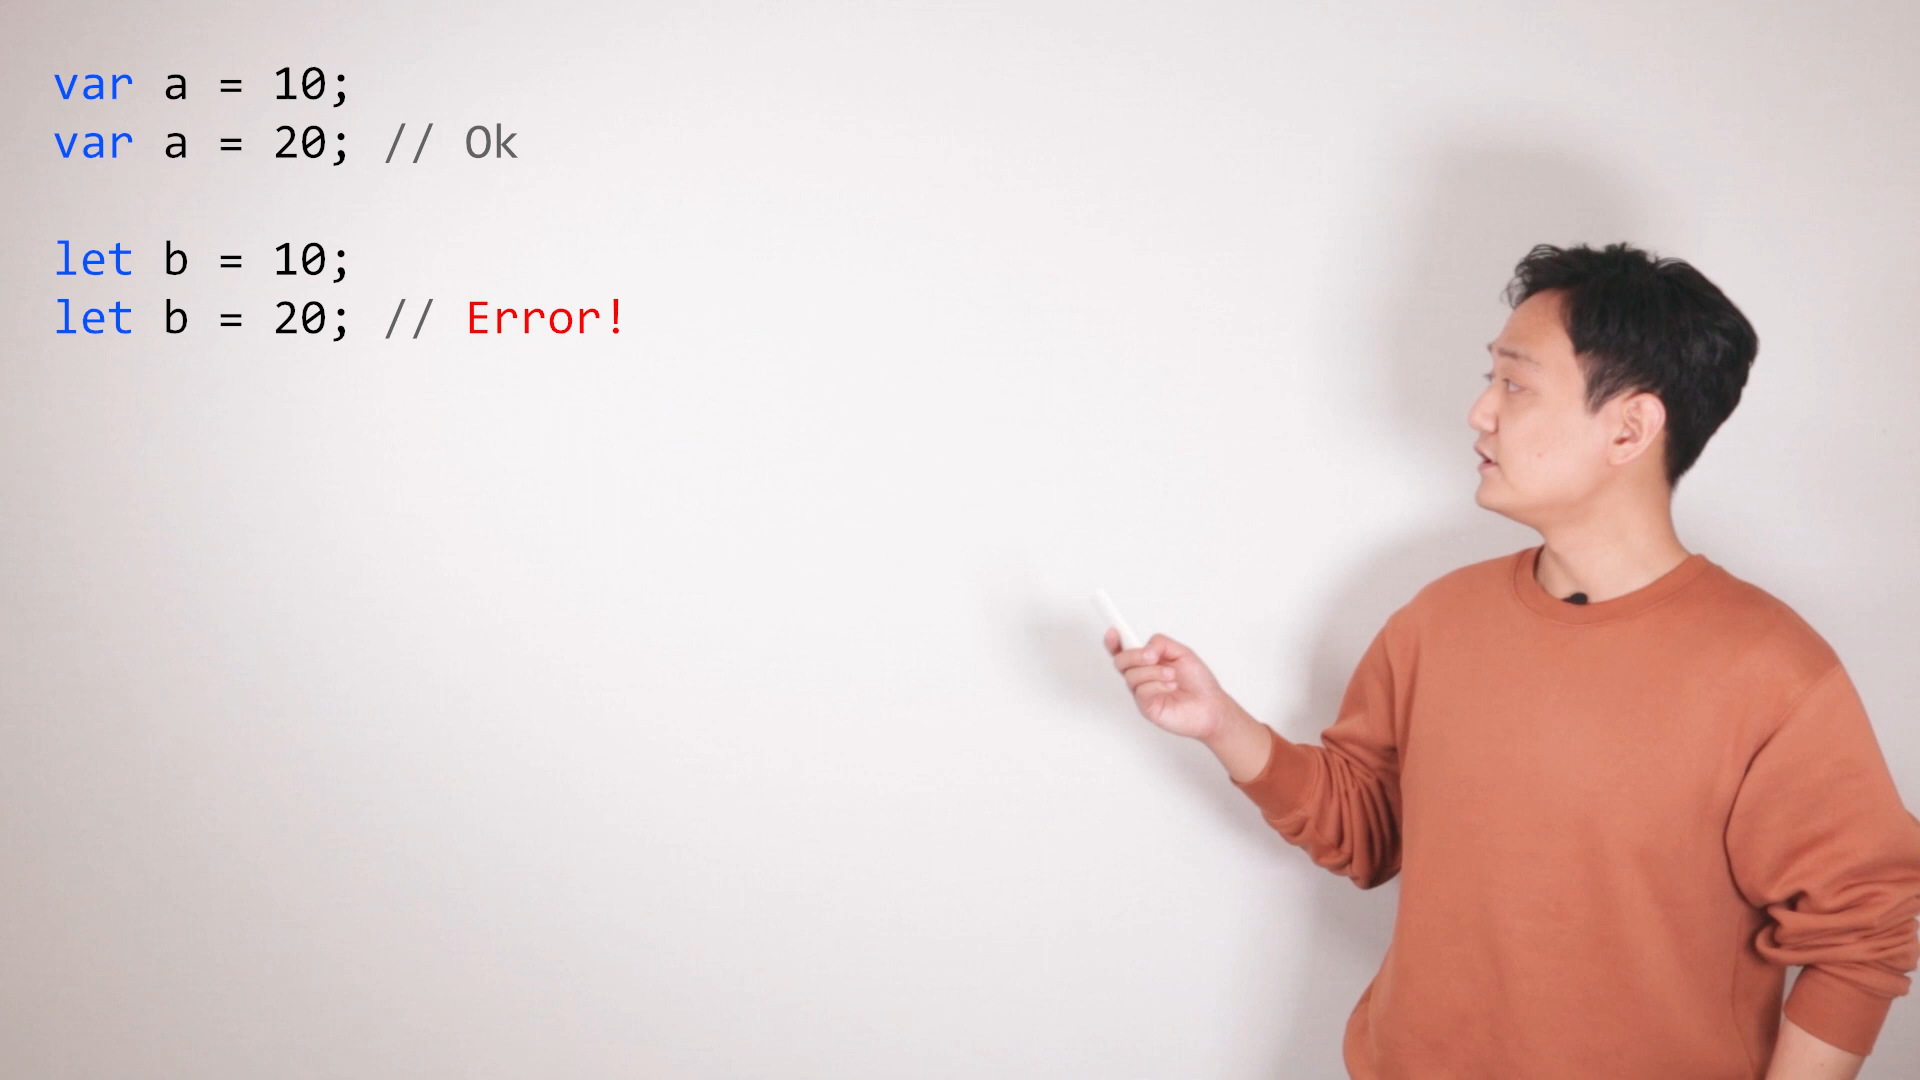 var a = 10;
var a = 20; // Ok
let b = 10;
let b = 20; // Error!